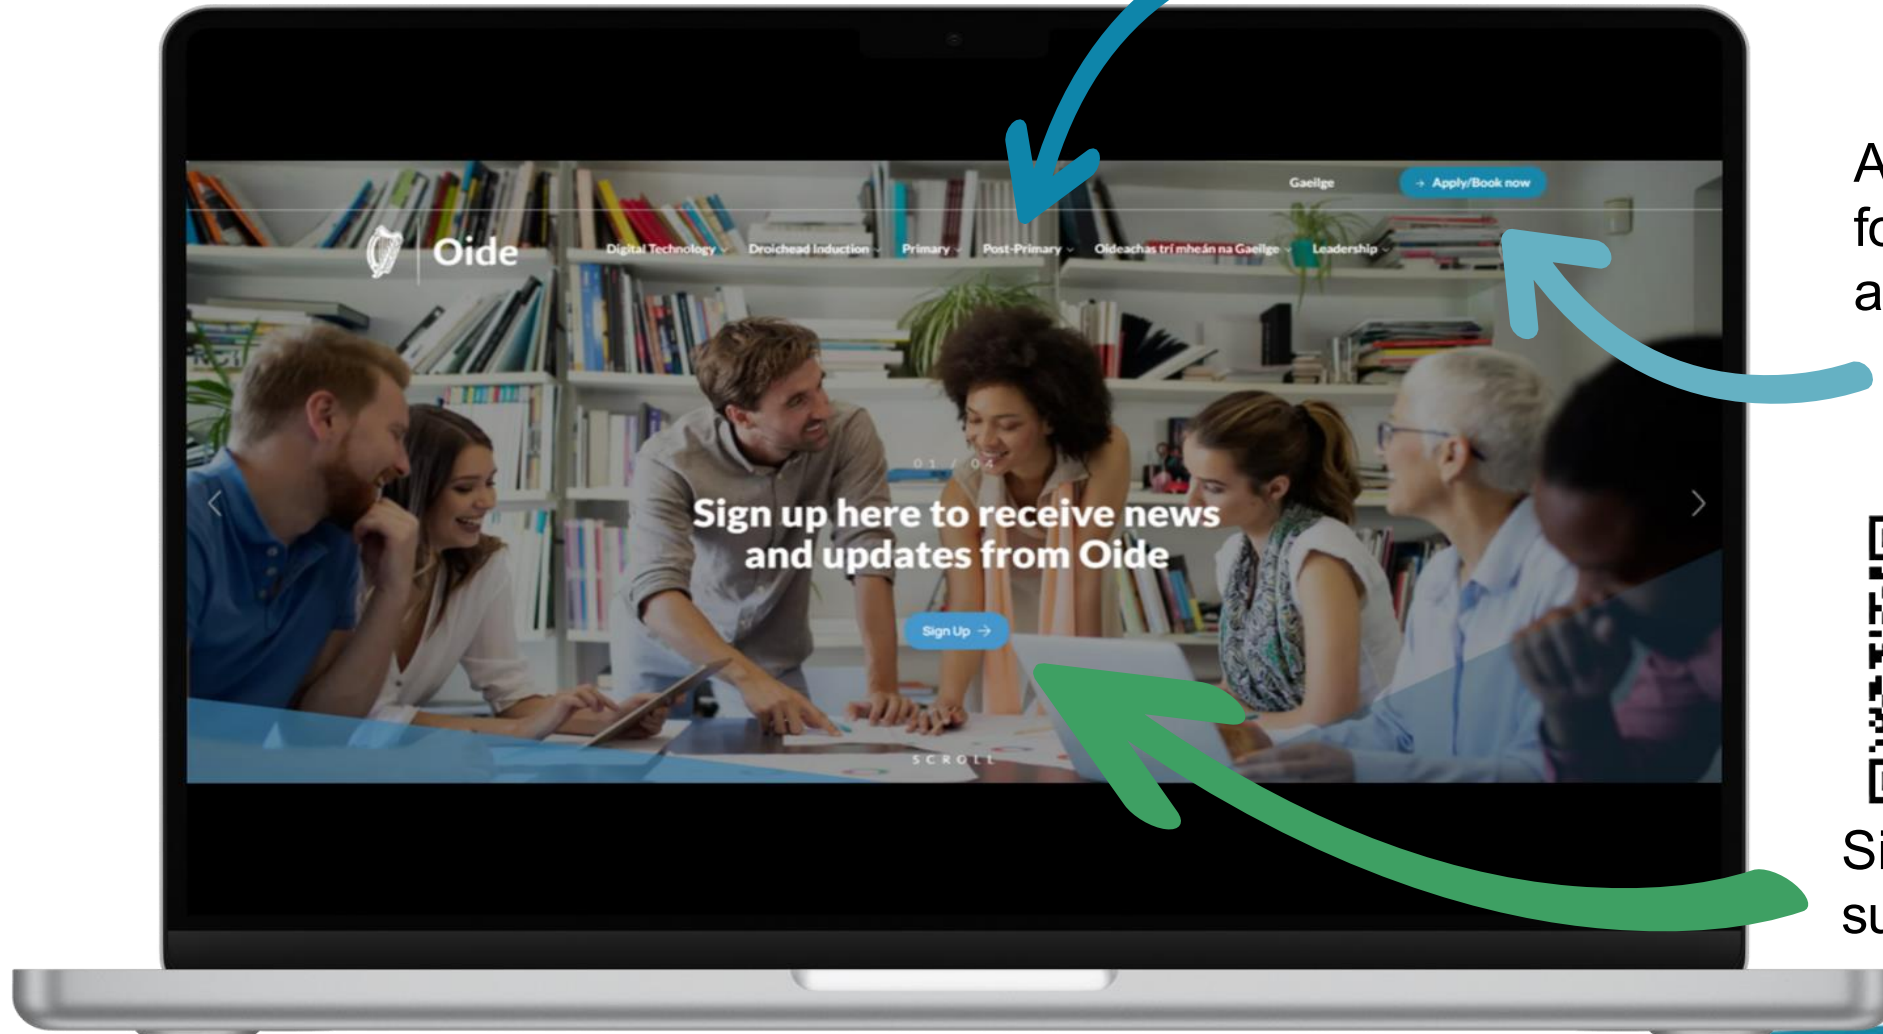 Gaeilge
→ Apply/Book now
Oide
Digital Technology
Droichead Induction
Primary
Post-Primary
Oideachas trí mheán na Gaeilge
Leadership
01 / 04
Sign up here to receive news
and updates from Oide
Sign Up →
SCROLL